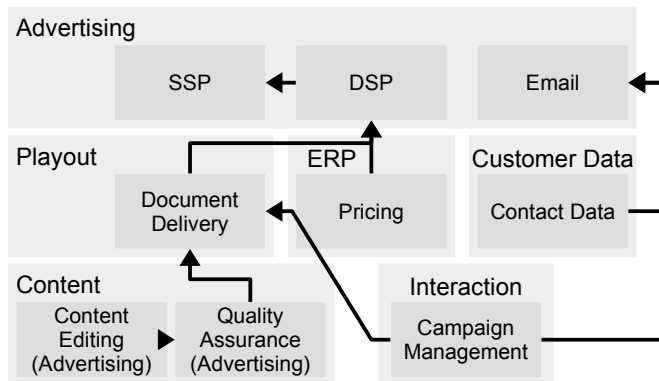 Advertising
SSP
DSP
Email
Playout
ERP
Customer Data
Document
Delivery
Pricing
Contact Data
Content
Interaction
Content
Editing
(Advertising)
Quality
Assurance
(Advertising)
Campaign
Management